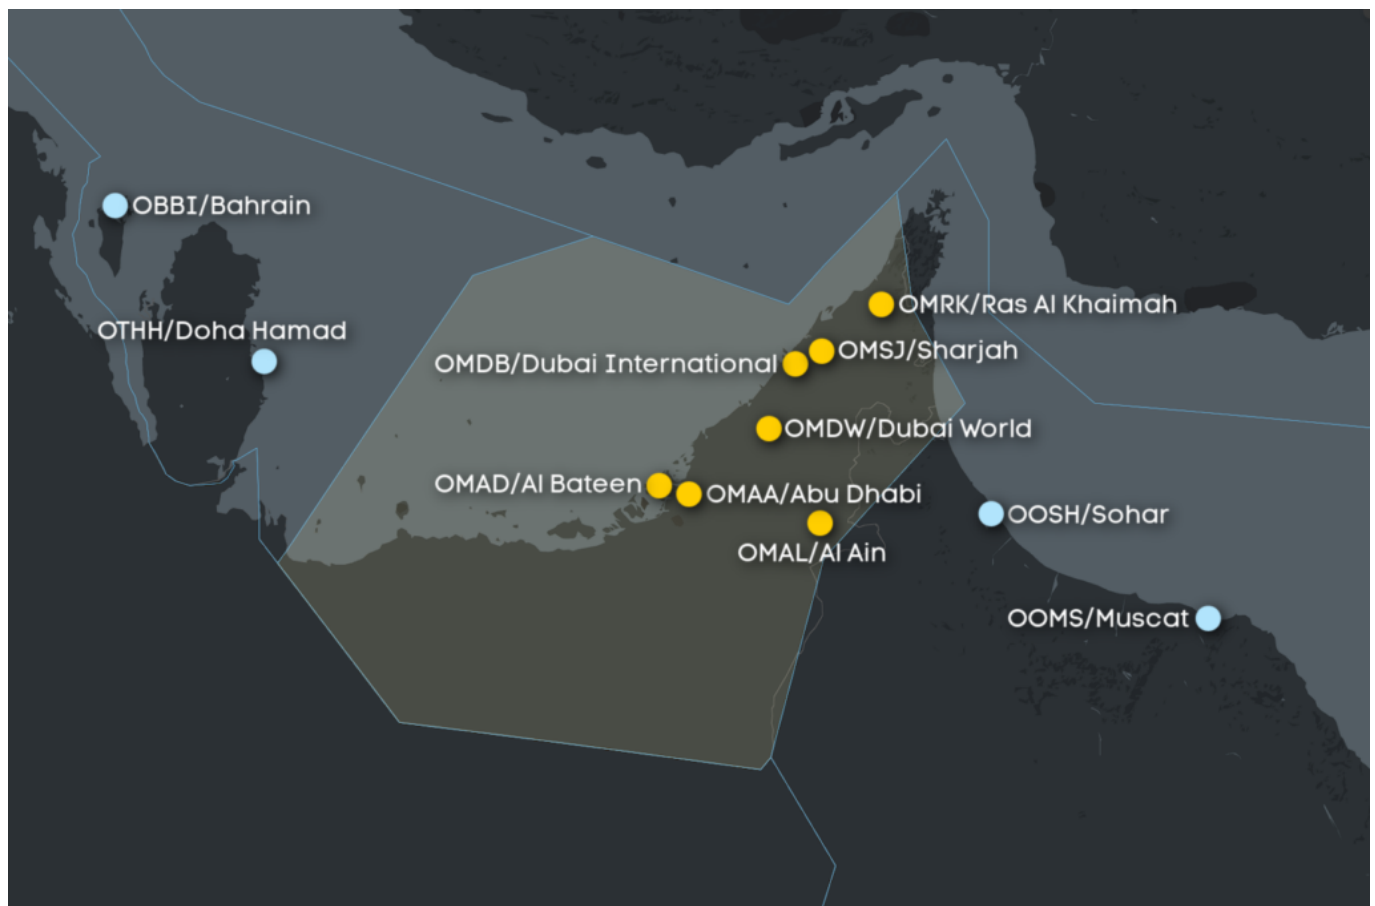 OBBI/Bahrain
OMRK/Ras Al Khaimah
OTHH/Doha Hamad
OMSJ/Sharjah
OMDB/Dubai International
OMDW/Dubai World
OMAD/Al Bateen
OMAA/Abu Dhabi
OOSH/Sohar
OMAL/Al Ain
OOMS/Muscat